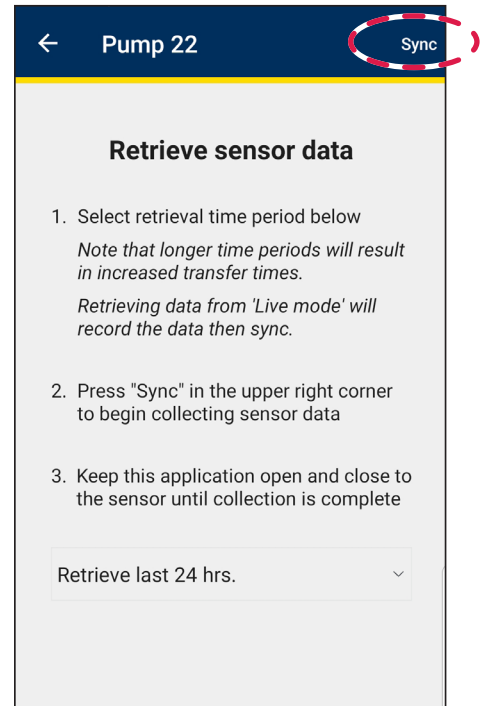 Pump 22
Sync
Retrieve sensor data
1. Select retrieval time period below
Note that longer time periods will result
in increased transfer times.
Retrieving data from 'Live mode' will
record the data then sync.
2. Press "Sync" in the upper right corner
to begin collecting sensor data
3. Keep this application open and close to
the sensor until collection is complete
Retrieve last 24 hrs.